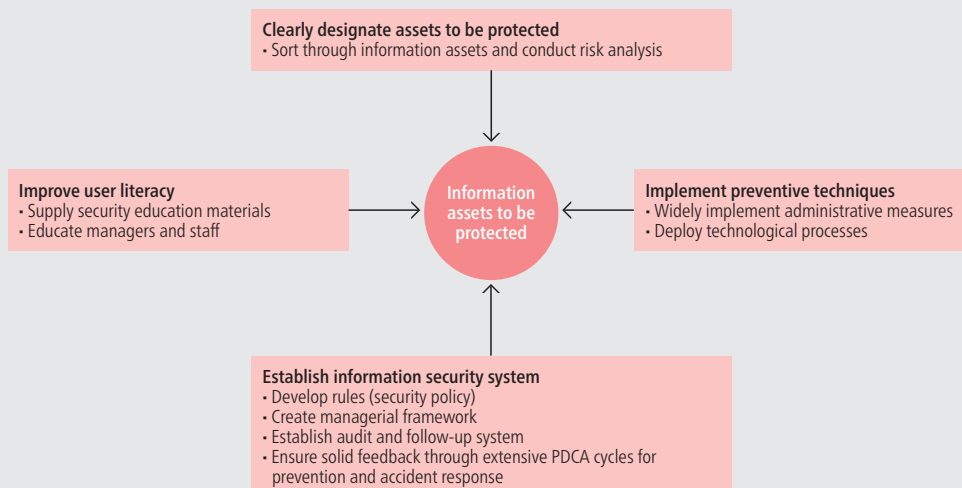 Clearly designate assets to be protected
・Sort through information assets and conduct risk analysis
Improve user literacy
・Supply security education materials
・Educate managers and staff
Information
assets to be
protected
Implement preventive techniques
・Widely implement administrative measures
・Deploy technological processes
Establish information security system
・Develop rules (security policy)
・Create managerial framework
・Establish audit and follow-up system
・Ensure solid feedback through extensive PDCA cycles for
prevention and accident response